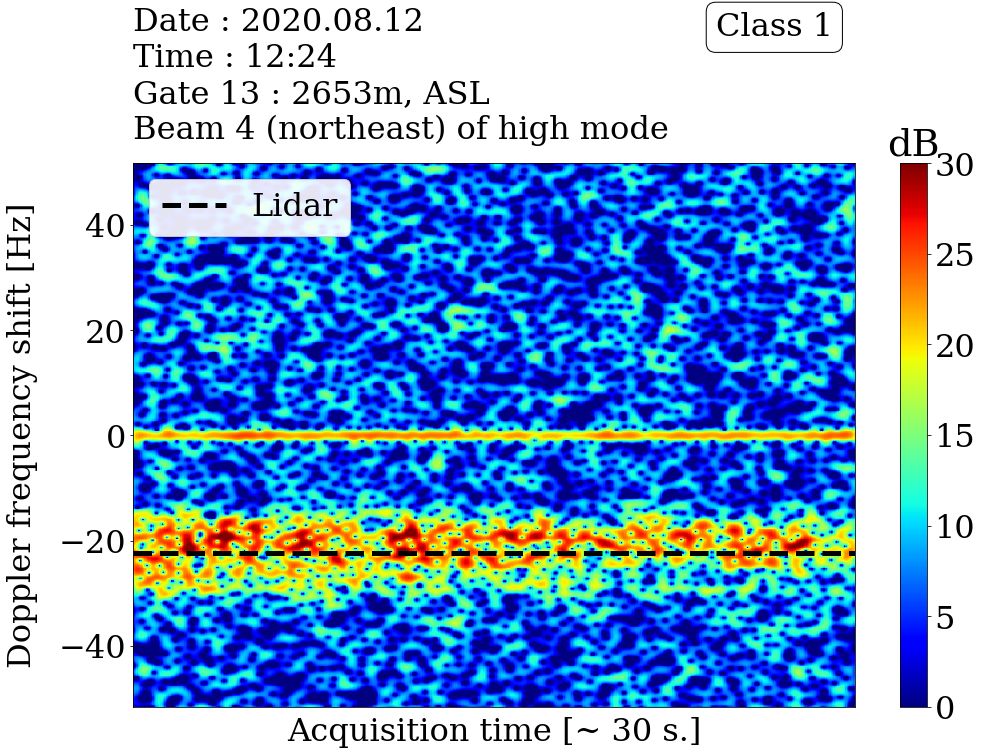 Date : 2020.08.12
Time : 12:24
Gate 13 : 2653m, ASL
Beam 4 (northeast) of high mode
Class 1
dB
Lidar
Doppler frequency shift [Hz]
40
20
0
−20
−40
Acquisition time [~ 30 s.]
30
25
20
15
10
5
0